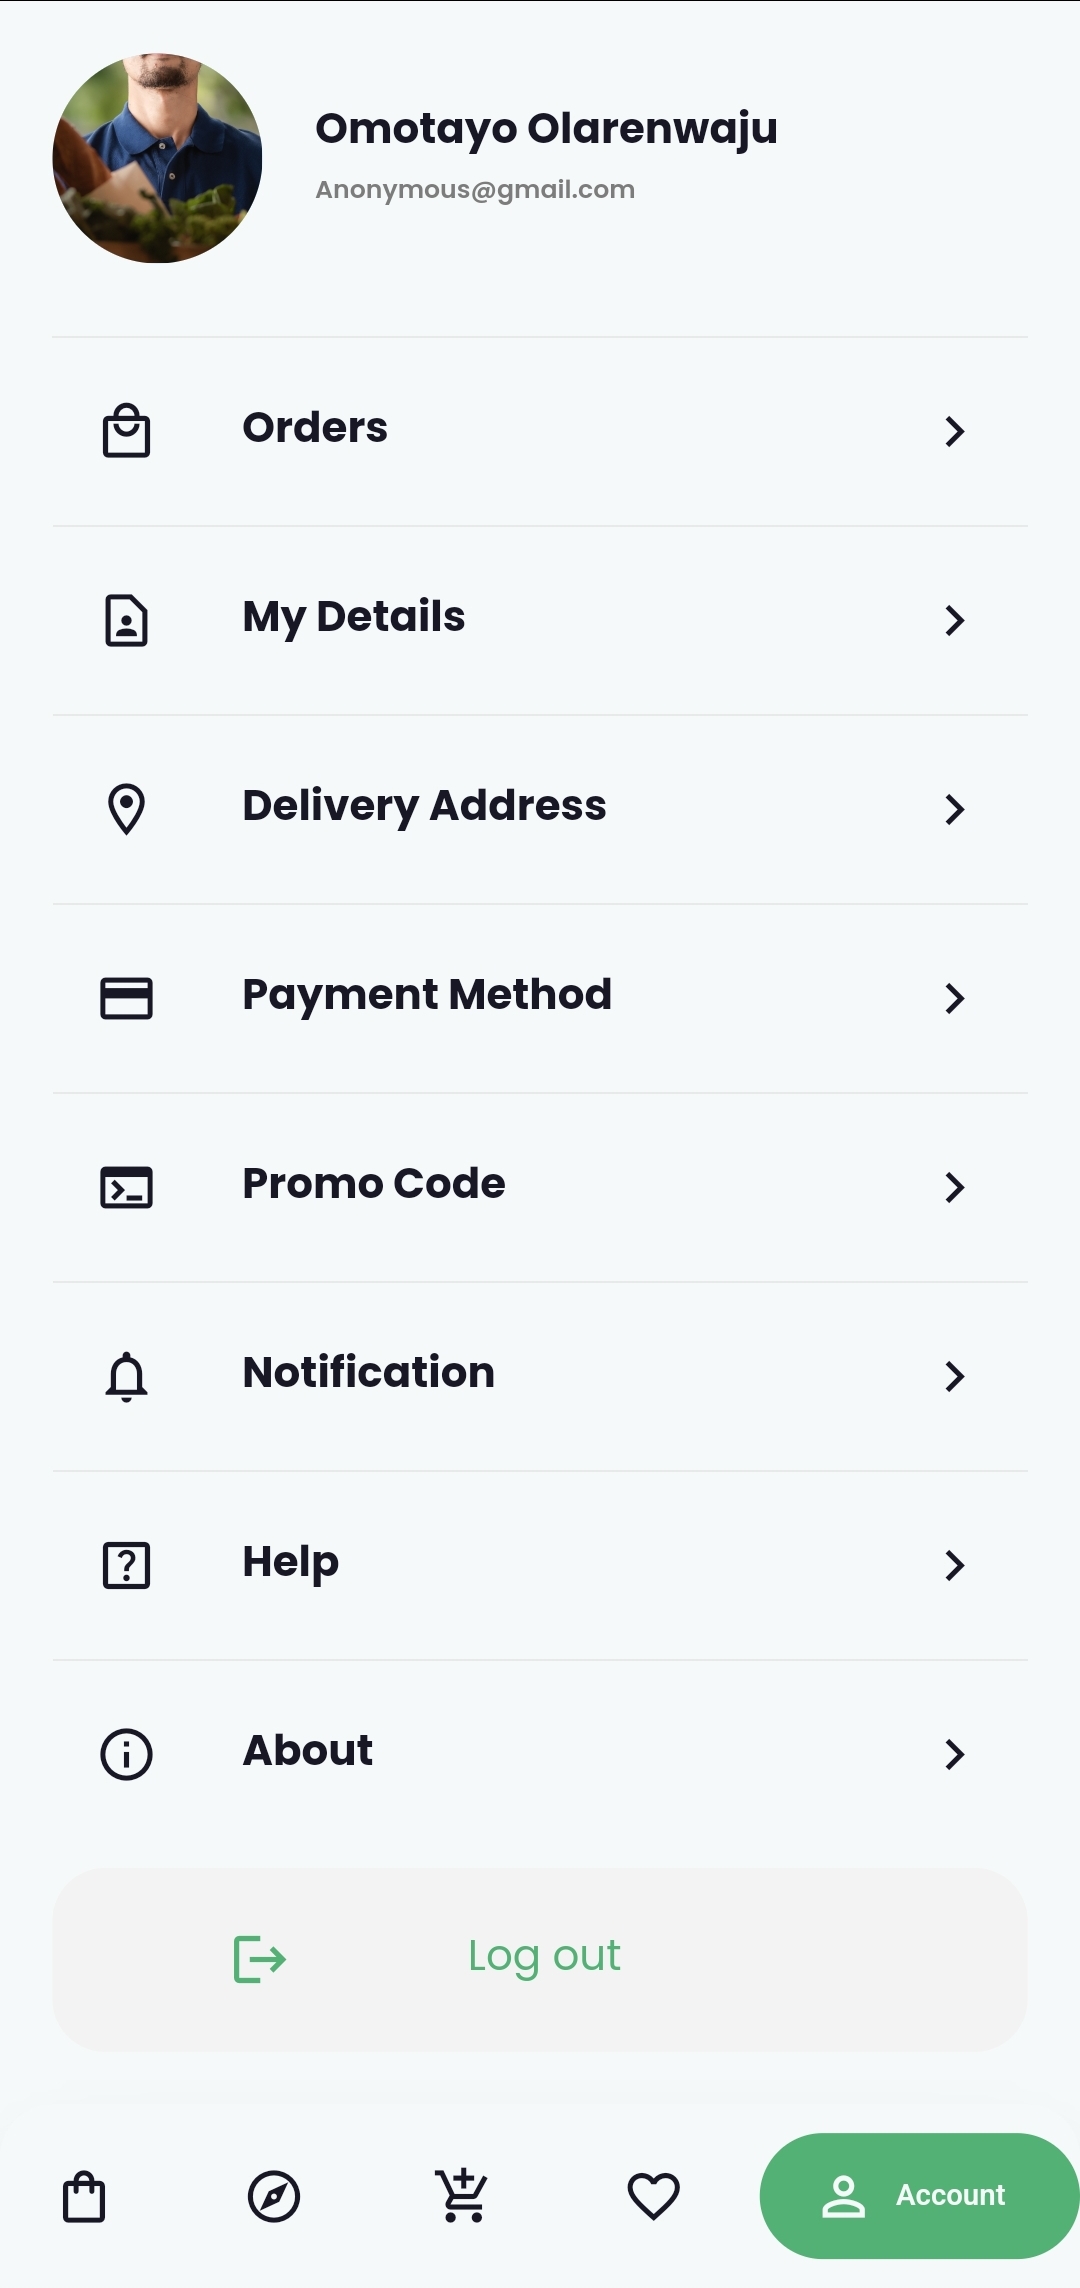 Omotayo Olarenwaju
Anonymous@gmail.com
Orders
My Details
Delivery Address
Payment Method
Promo Code
Notification
Help
About
Log out
Account